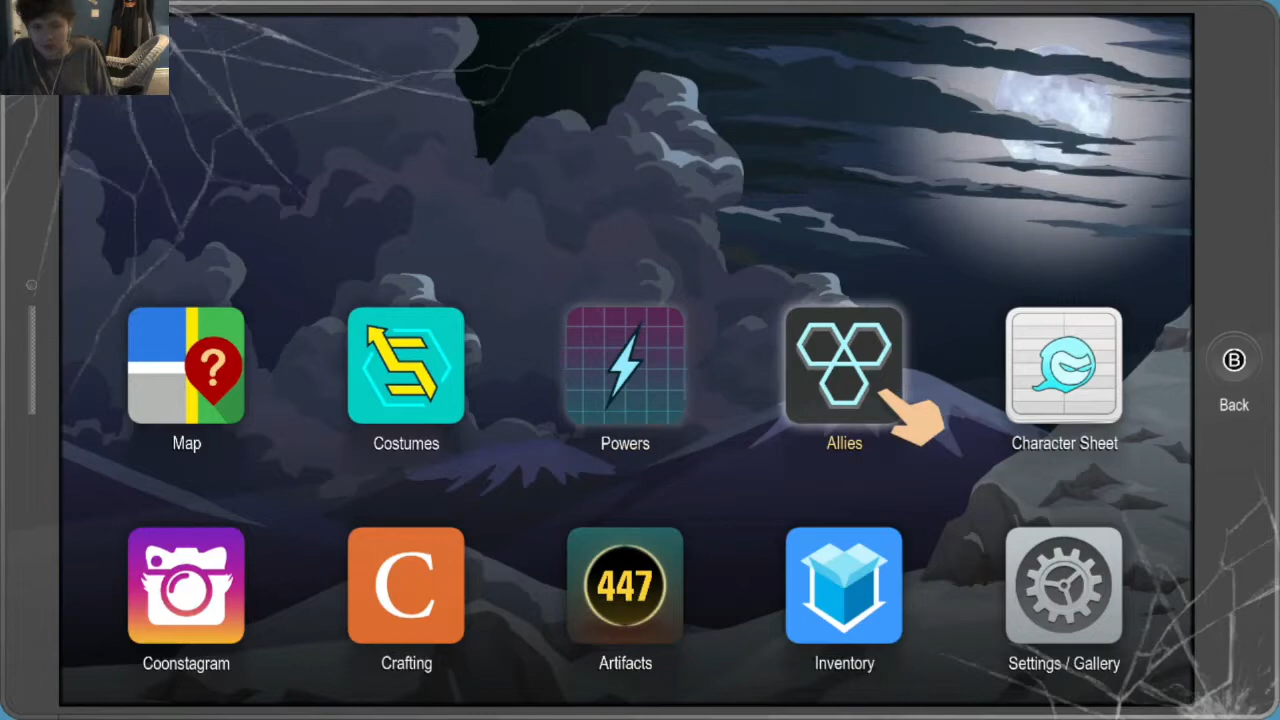 ?
Map
Costumes
Powers
Allies
Character Sheet
B
Back
C
447
Coonstagram
Crafting
Artifacts
Inventory
Settings / Gallery